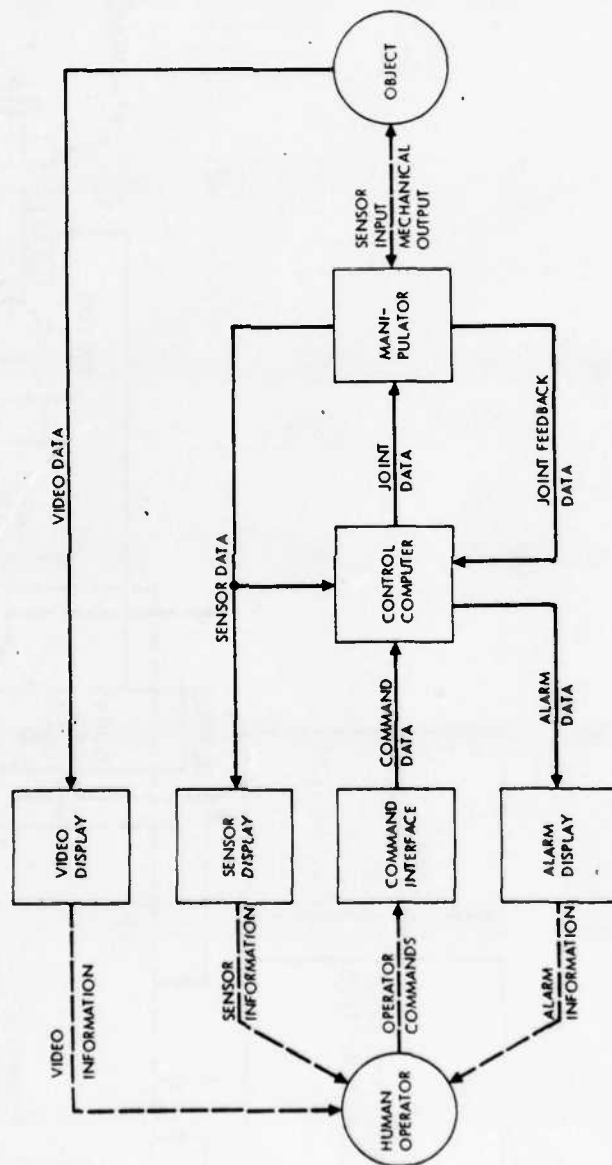 VIDEO DATA
VIDEO
DISPLAY
VIDEO
INFORMATION
SENSOR DATA
SENSOR
DISPLAY
SENSOR
INFORMATION
HUMAN
OPERATOR
OPERATOR
COMMANDS
COMMAND
INTERFACE
COMMAND
DATA
CONTROL
COMPUTER
JOINT
DATA
MANI-
PULATOR
SENSOR
INPUT
MECHANICAL
OUTPUT
OBJECT
JOINT FEEDBACK
DATA
ALARM
DATA
ALARM
DISPLAY
ALARM
INFORMATION